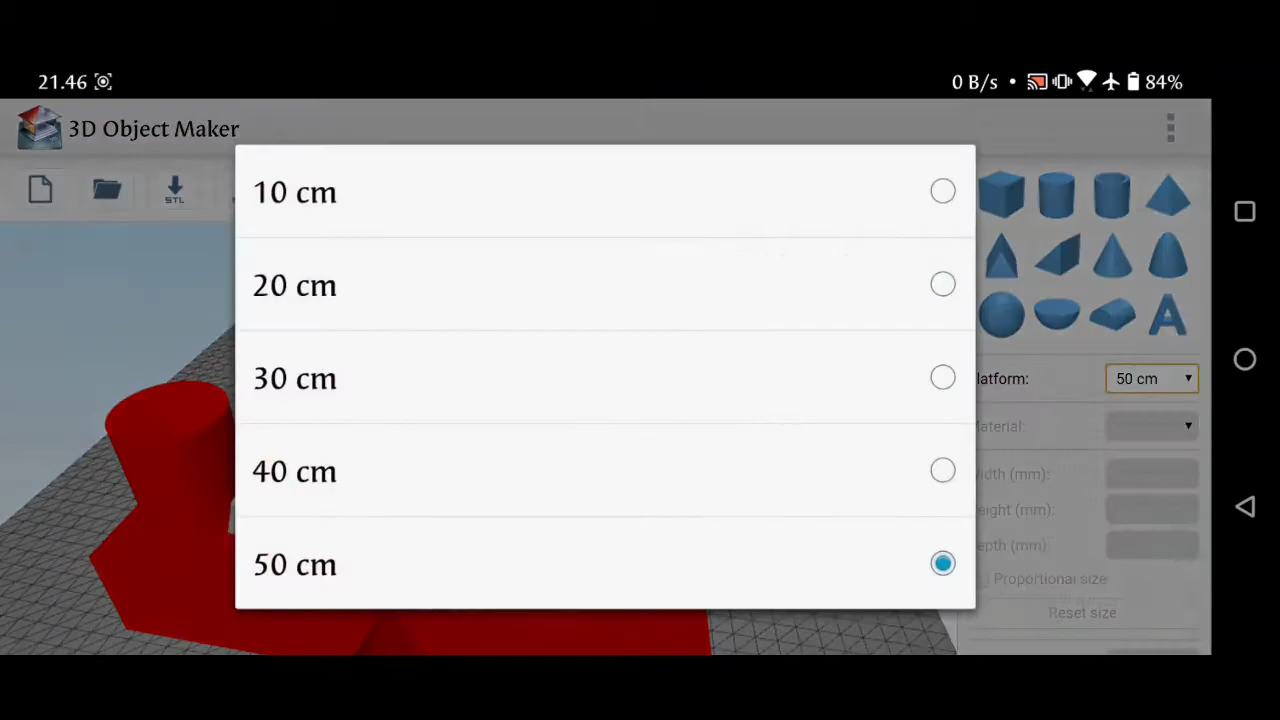 21.46
0 B/s • 84%
3D Object Maker
STL
10 cm
20 cm
30 cm
40 cm
50 cm
latform:
50 cm
aterial:
idth (mm):
eight (mm):
epth (mm):
Proportional size
Reset size